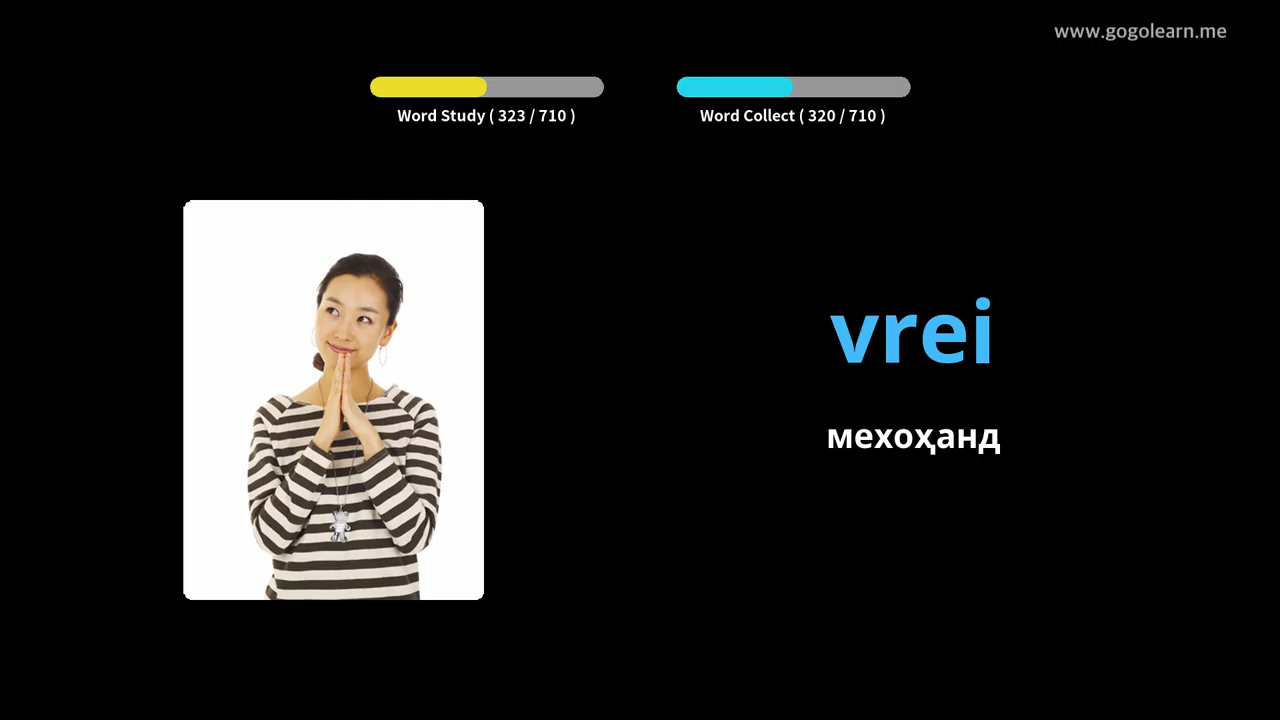 www.gogolearn.me
Word Study ( 323 / 710 )
Word Collect ( 320 / 710 )
vrei
мехоҳанд